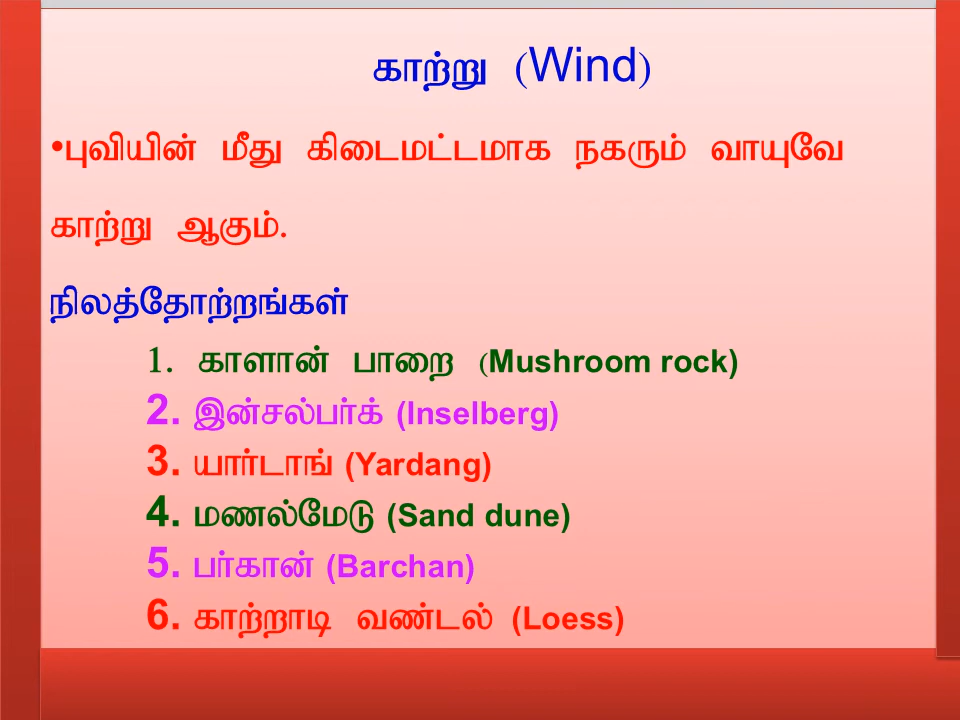 காற்று (Wind)
•புவியின் மீது கிடைமட்டமாக நகரும் வாயுவே
காற்று ஆகும்.
நிலத்தோற்றங்கள்
1. காளான் பாறை (Mushroom rock)
2. இன்சல்பர்க் (Inselberg)
3. யார்டாங் (Yardang)
4. மணல்மேடு (Sand dune)
5. பர்கான் (Barchan)
6. காற்றாடி வண்டல் (Loess)